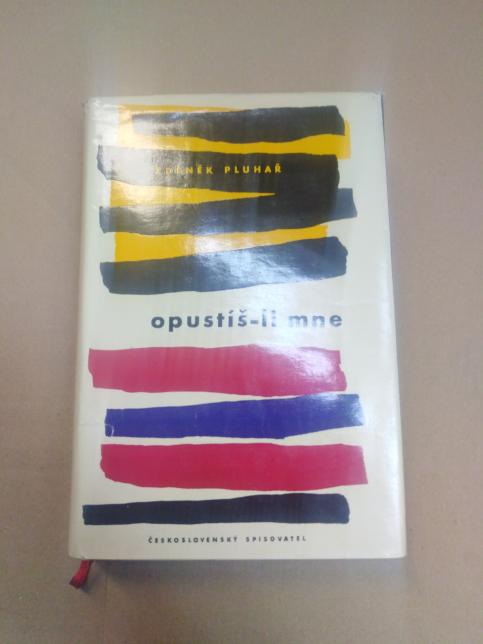 ZDENĚK PLUHAŘ
opustíš-li mne
ČESKOSLOVENSKÝ SPISOVATEL